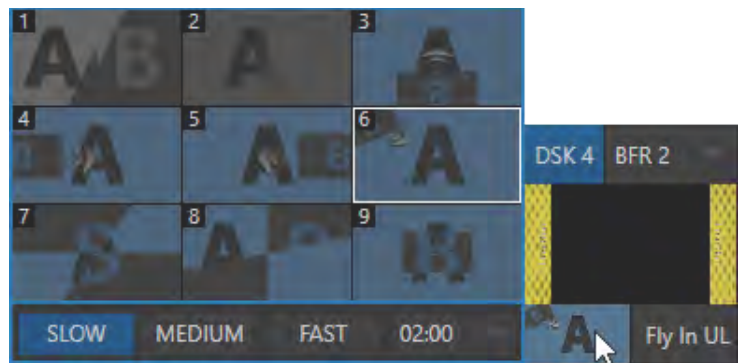 1 2 3
A B A A
4 5 6
A A A
DSK 4 BFR 2
7 8 9
A
SLOW MEDIUM FAST 02:00
A Fly In UL